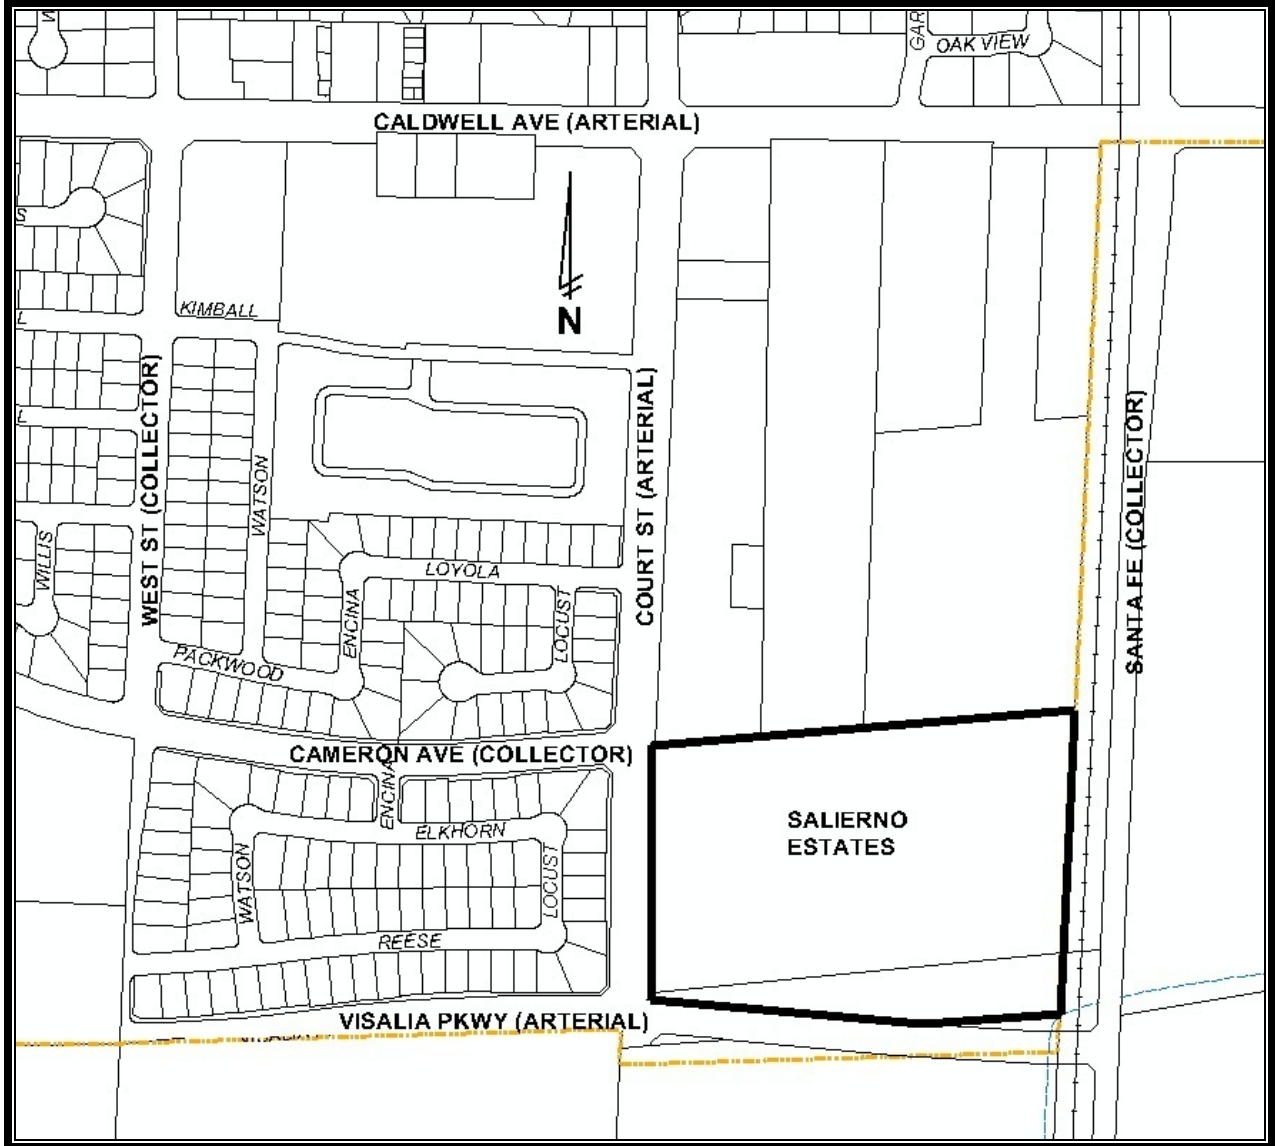 W
GAR
OAK VIEW
CALDWELL AVE (ARTERIAL)
S
KIMBALL
N
L
WEST ST (COLLECTOR)
COURT ST (ARTERIAL)
SANTA FE (COLLECTOR)
L
WATSON
WILLIS
LOYOLA
ENCINA
LOCUST
PACKWOOD
CAMERON AVE (COLLECTOR)
ENCINA
SALIERNO
ESTATES
ELKHORN
WATSON
LOCUST
REESE
VISALIA PKWY (ARTERIAL)